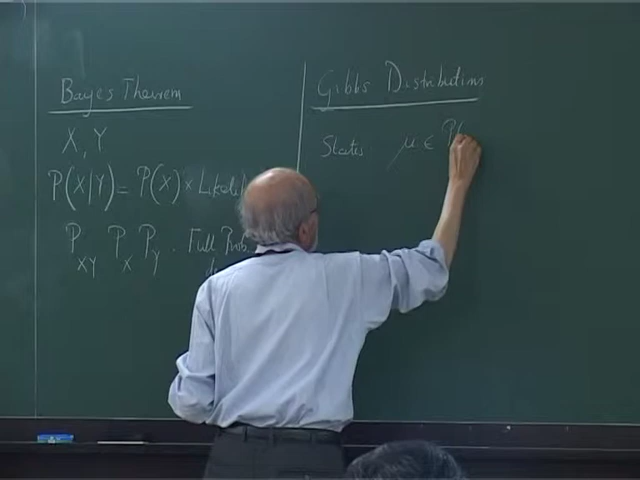 Bayes Theorem
X, Y
P(X|Y) = P(X) × Likeli
P_XY P_X P_Y . Full Prob.
Gibbs Distributions
States. μ ∈ P(